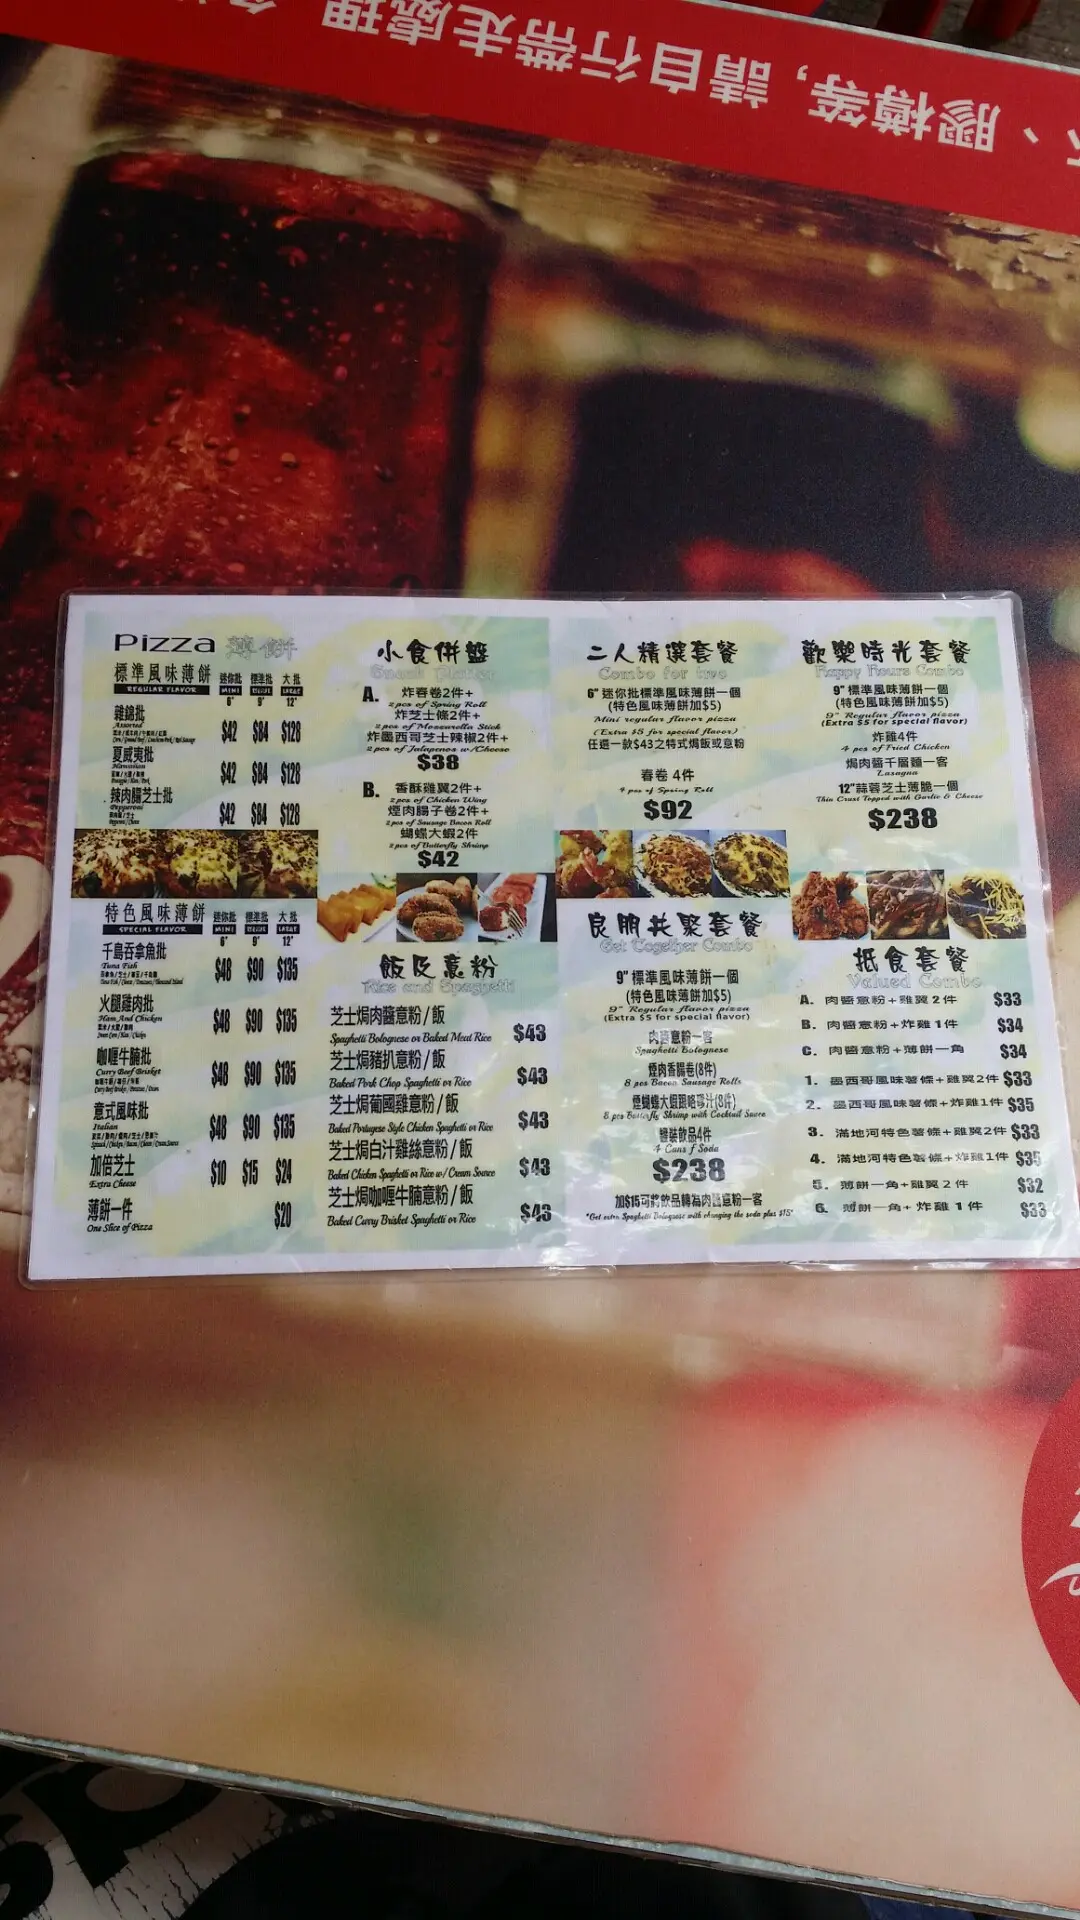 、膠樽等, 請自行帶走處理
Pizza 薄餅
標準風味薄餅 迷你批 標準批 大批
REGULAR FLAVOR MINI LARGE
6" 9" 12"
雜錦批
Assorted
$42 $84 $128
夏威夷批
Hawaiian
$42 $84 $128
辣肉腸芝士批
Pepperoni
$42 $84 $128
特色風味薄餅 迷你批 標準批 大批
SPECIAL FLAVOR MINI LARGE
6" 9" 12"
千島吞拿魚批
Tuna Fish
$48 $90 $135
火腿雞肉批
Ham And Chicken
$48 $90 $135
咖喱牛腩批
Curry Beef Brisket
$48 $90 $135
意式風味批
Italian
$48 $90 $135
加倍芝士
Extra Cheese
$10 $15 $24
薄餅一件
One Slice of Pizza
$20
小食併盤
Snack Platter
A. 炸春卷2件+
2 pcs of Spring Roll
炸芝士條2件+
2 pcs of Mozzarella Stick
炸墨西哥芝士辣椒2件+
2 pcs of Jalapenos w/Cheese
$38
B. 香酥雞翼2件+
2 pcs of Chicken Wing
煙肉腸子卷2件+
2 pcs of Sausage Bacon Roll
蝴蝶大蝦2件
2 pcs of Butterfly Shrimp
$42
飯及意粉
Rice and Spaghetti
芝士焗肉醬意粉/飯
Spaghetti Bolognese or Baked Meat Rice $43
芝士焗豬扒意粉/飯
Baked Pork Chop Spaghetti or Rice $43
芝士焗葡國雞意粉/飯
Baked Portugese Style Chicken Spaghetti or Rice $43
芝士焗白汁雞絲意粉/飯
Baked Chicken Spaghetti or Rice w/ Cream Source $43
芝士焗咖喱牛腩意粉/飯
Baked Curry Brisket Spaghetti or Rice $43
二人精選套餐
Combo for two
6" 迷你批標準風味薄餅一個
(特色風味薄餅加$5)
Mini regular flavor pizza
(Extra $5 for special flavor)
任選一款$43之特式焗飯或意粉
春卷 4件
4 pcs of Spring Roll
$92
良朋共聚套餐
Get Together Combo
9" 標準風味薄餅一個
(特色風味薄餅加$5)
9" Regular flavor pizza
(Extra $5 for special flavor)
肉醬意粉一客
Spaghetti Bolognese
煙肉香腸卷(8件)
8 pcs Bacon Sausage Rolls
煙蝴蝶大蝦跟咯嗲汁(8件)
8 pcs Butterfly Shrimp with Cocktail Sauce
罐裝飲品4件
4 Cans f Soda
$238
加$15可將飲品轉為肉醬意粉一客
*Get extra Spaghetti Bolognese with changing the soda plus $15*
歡樂時光套餐
Happy Hours Combo
9" 標準風味薄餅一個
(特色風味薄餅加$5)
9" Regular flavor pizza
(Extra $5 for special flavor)
炸雞4件
4 pcs of Fried Chicken
焗肉醬千層麵一客
Lasagna
12"蒜蓉芝士薄脆一個
Thin Crust Topped with Garlic & Cheese
$238
抵食套餐
Valued Combo
A. 肉醬意粉+雞翼2件 $33
B. 肉醬意粉+炸雞1件 $34
C. 肉醬意粉+薄餅一角 $34
1. 墨西哥風味薯條+雞翼2件 $33
2. 墨西哥風味薯條+炸雞1件 $35
3. 滿地河特色薯條+雞翼2件 $33
4. 滿地河特色薯條+炸雞1件 $35
5. 薄餅一角+雞翼2件 $32
6. 薄餅一角+炸雞1件 $33